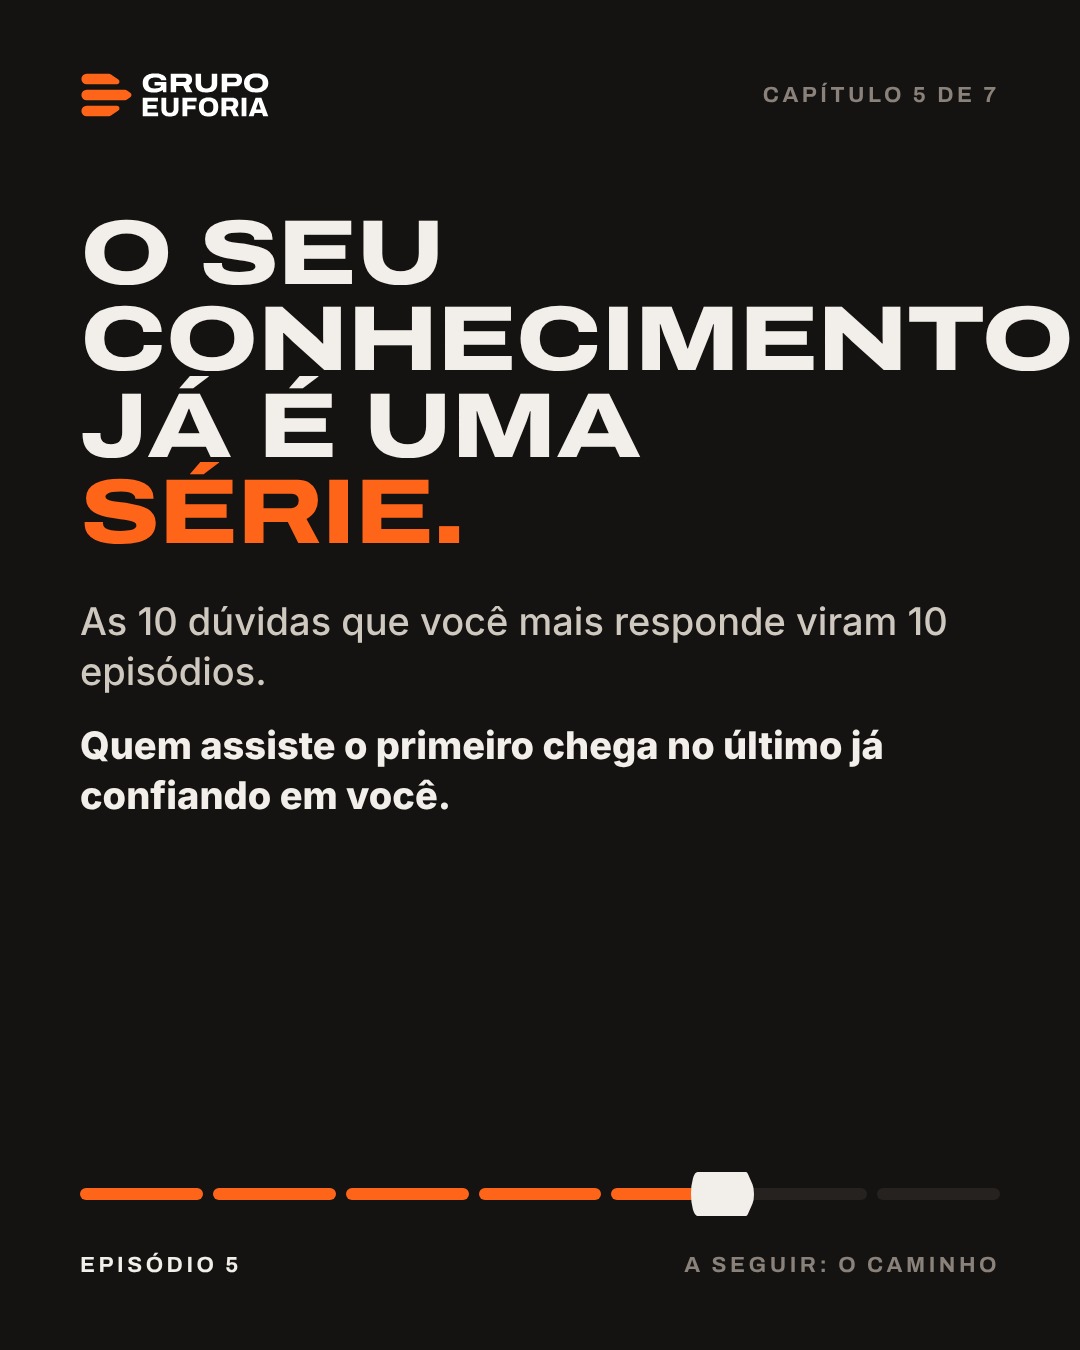 GRUPO
EUFORIA
CAPÍTULO 5 DE 7
O SEU
CONHECIMENTO
JÁ É UMA
SÉRIE.
As 10 dúvidas que você mais responde viram 10
episódios.
Quem assiste o primeiro chega no último já
confiando em você.
EPISÓDIO 5
A SEGUIR: O CAMINHO